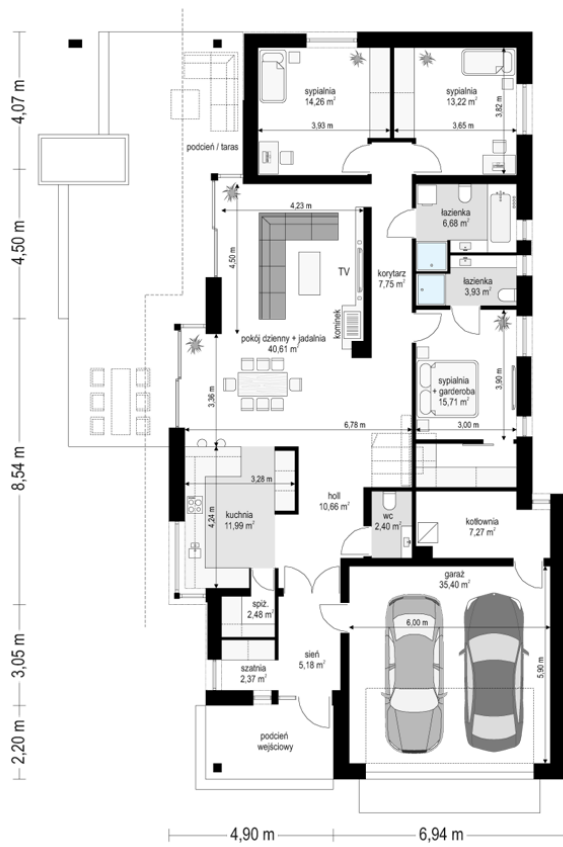 4,07 m
4,50 m
8,54 m
3,05 m
2,20 m
4,90 m
6,94 m
sypialnia
14,26 m²
3,93 m
sypialnia
13,22 m²
3,65 m
3,82 m
podcień / taras
4,23 m
4,50 m
TV
kominek
pokój dzienny + jadalnia
40,61 m²
korytarz
7,75 m²
łazienka
6,68 m²
łazienka
3,93 m²
sypialnia
+ garderoba
15,71 m²
3,90 m
3,00 m
3,36 m
6,78 m
3,28 m
4,24 m
kuchnia
11,99 m²
holl
10,66 m²
wc
2,40 m²
kotłownia
7,27 m²
garaż
35,40 m²
6,00 m
5,90 m
spiż.
2,48 m²
sień
5,18 m²
szatnia
2,37 m²
podcień
wejściowy